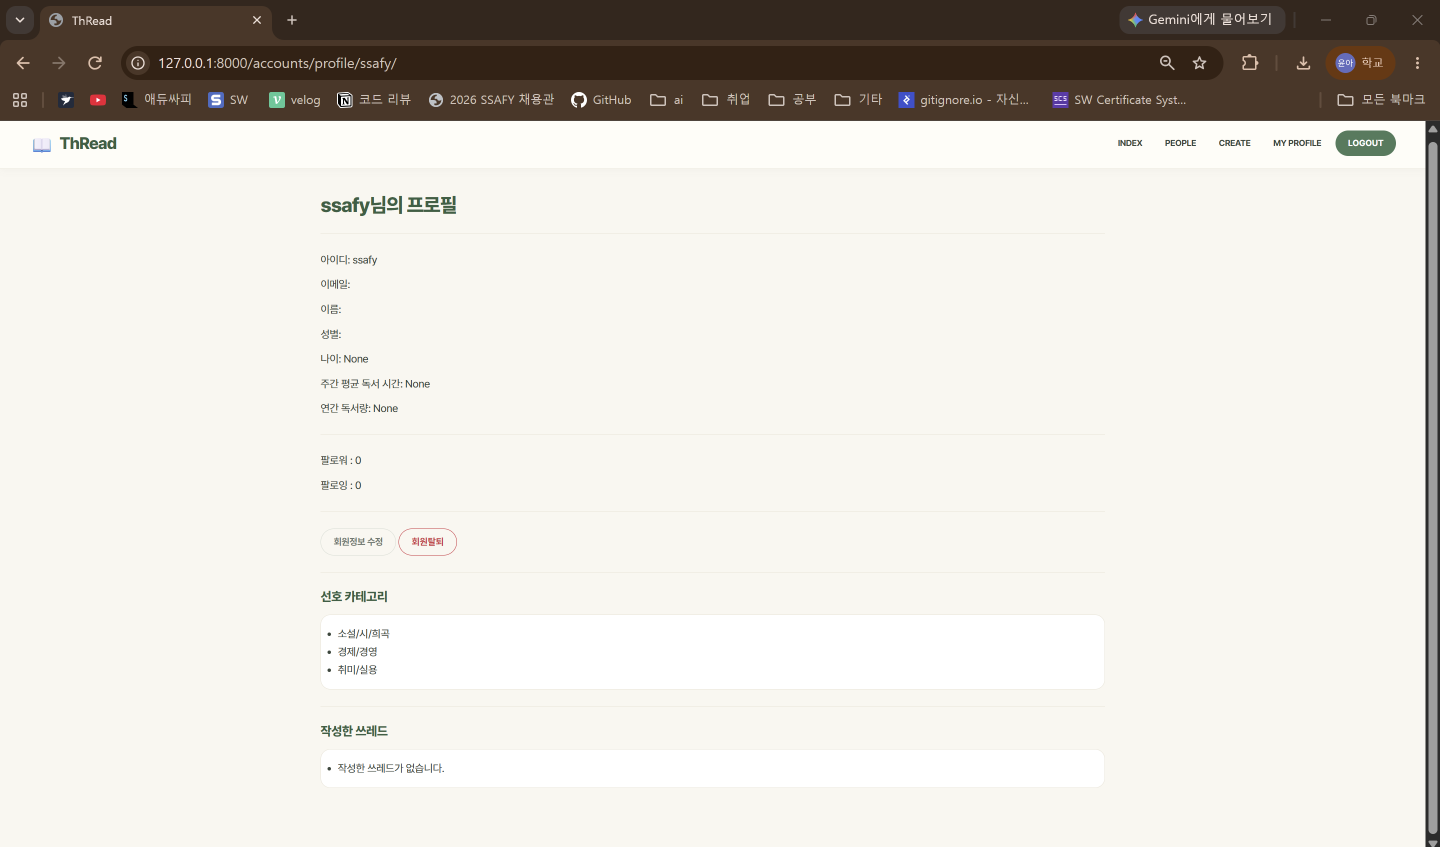 ThRead
Gemini에게 물어보기
127.0.0.1:8000/accounts/profile/ssafy/
윤아 학교
애듀싸피 SW velog 코드 리뷰 2026 SSAFY 채용관 GitHub ai 취업 공부 기타 gitignore.io - 자신... SW Certificate Syst... 모든 북마크
ThRead INDEX PEOPLE CREATE MY PROFILE LOGOUT
ssafy님의 프로필
아이디: ssafy
이메일:
이름:
성별:
나이: None
주간 평균 독서 시간: None
연간 독서량: None
팔로워 : 0
팔로잉 : 0
회원정보 수정 회원탈퇴
선호 카테고리
소설/시/희곡
경제/경영
취미/실용
작성한 쓰레드
작성한 쓰레드가 없습니다.